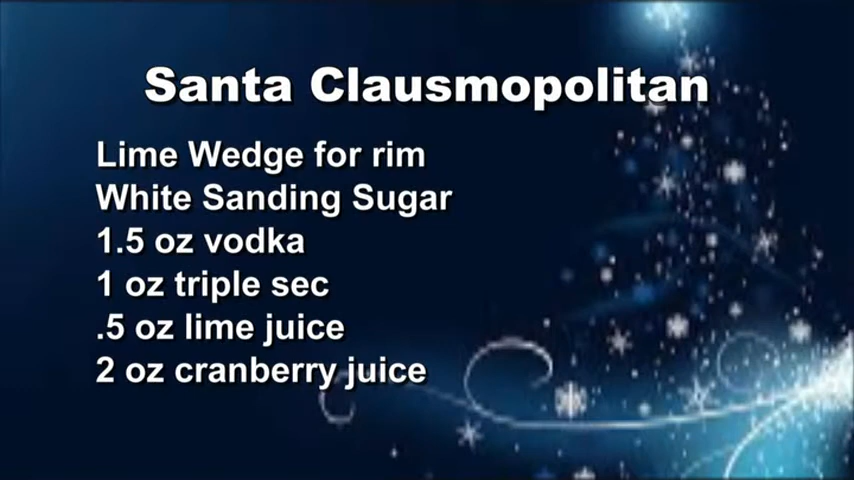 Santa Clausmopolitan
Lime Wedge for rim
White Sanding Sugar
1.5 oz vodka
1 oz triple sec
.5 oz lime juice
2 oz cranberry juice